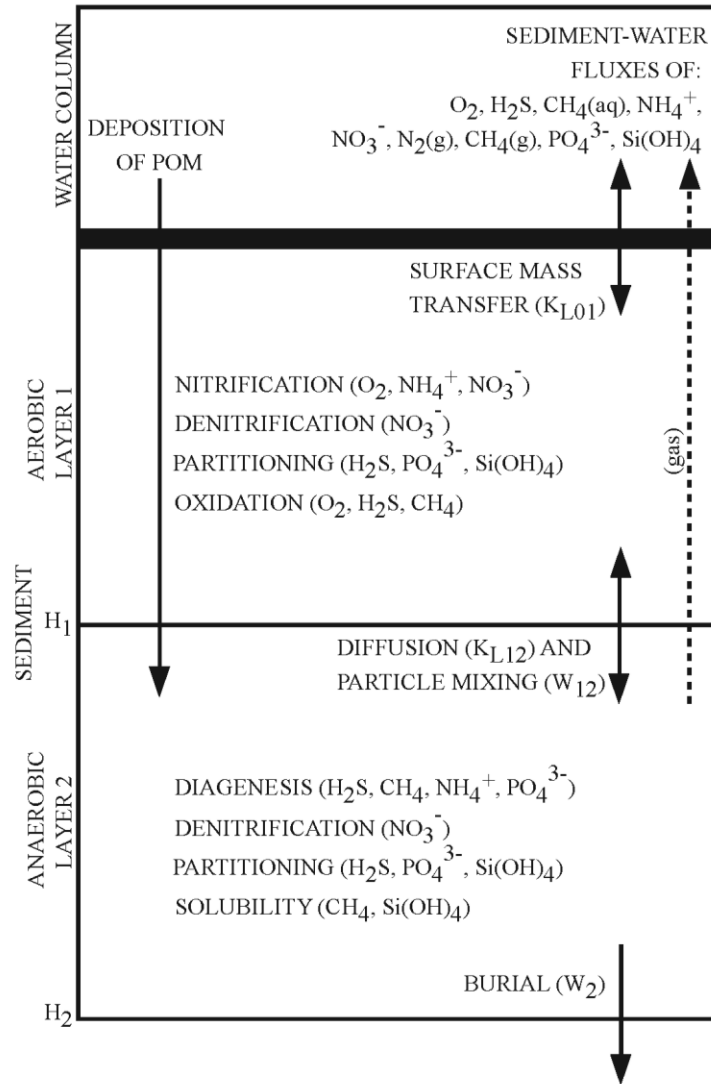 WATER COLUMN
DEPOSITION
OF POM
SEDIMENT-WATER
FLUXES OF:
O₂, H₂S, CH₄(aq), NH₄⁺,
NO₃⁻, N₂(g), CH₄(g), PO₄³⁻, Si(OH)₄
SURFACE MASS
TRANSFER (K_L01)
AEROBIC
LAYER 1
NITRIFICATION (O₂, NH₄⁺, NO₃⁻)
DENITRIFICATION (NO₃⁻)
PARTITIONING (H₂S, PO₄³⁻, Si(OH)₄)
OXIDATION (O₂, H₂S, CH₄)
(gas)
SEDIMENT
H₁
DIFFUSION (K_L12) AND
PARTICLE MIXING (W₁₂)
ANAEROBIC
LAYER 2
DIAGENESIS (H₂S, CH₄, NH₄⁺, PO₄³⁻)
DENITRIFICATION (NO₃⁻)
PARTITIONING (H₂S, PO₄³⁻, Si(OH)₄)
SOLUBILITY (CH₄, Si(OH)₄)
BURIAL (W₂)
H₂